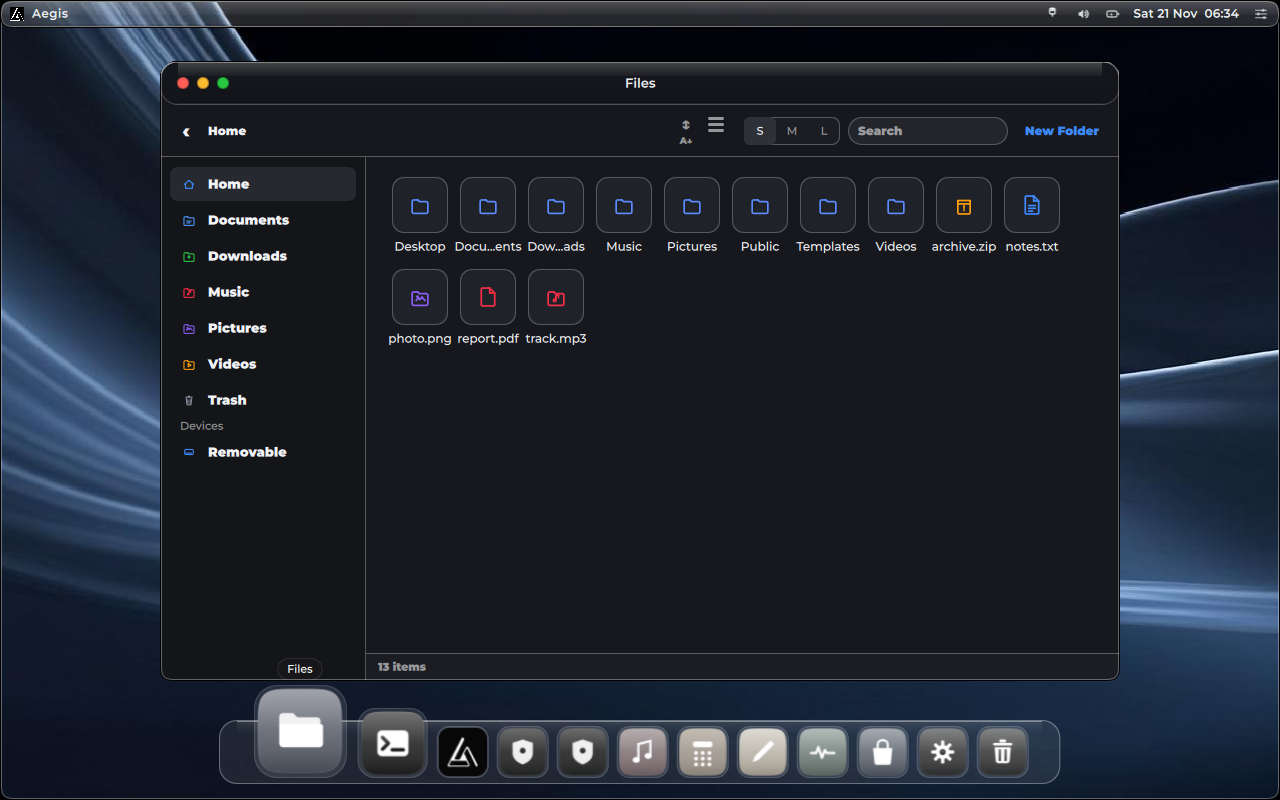 Aegis
Sat 21 Nov 06:34
Files
Home
A+
S M L
Search
New Folder
Home
Documents
Downloads
Music
Pictures
Videos
Trash
Devices
Removable
Desktop Docu...ents Dow...ads Music Pictures Public Templates Videos archive.zip notes.txt
photo.png report.pdf track.mp3
13 items
Files